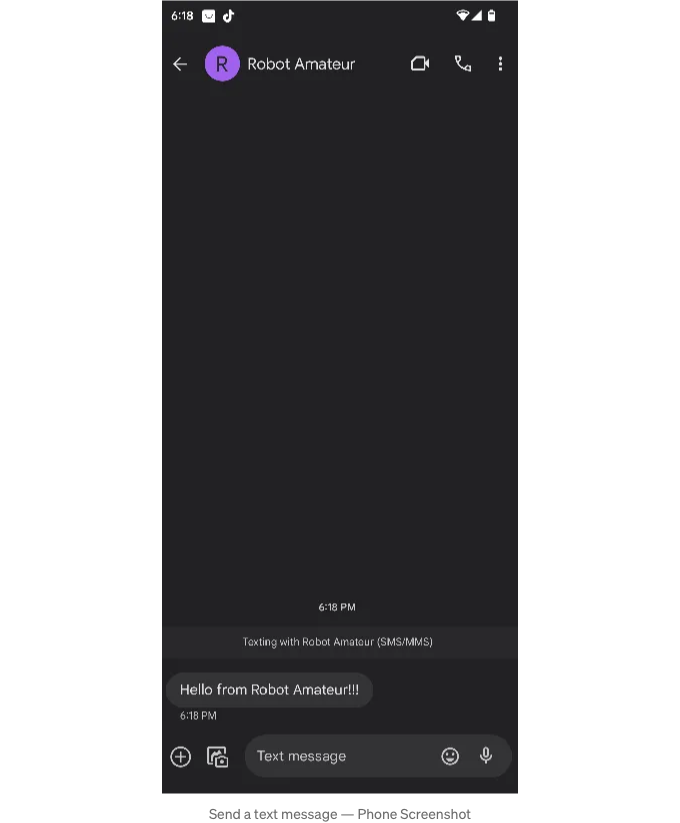 6:18
R Robot Amateur
6:18 PM
Texting with Robot Amateur (SMS/MMS)
Hello from Robot Amateur!!!
6:18 PM
Text message
Send a text message — Phone Screenshot